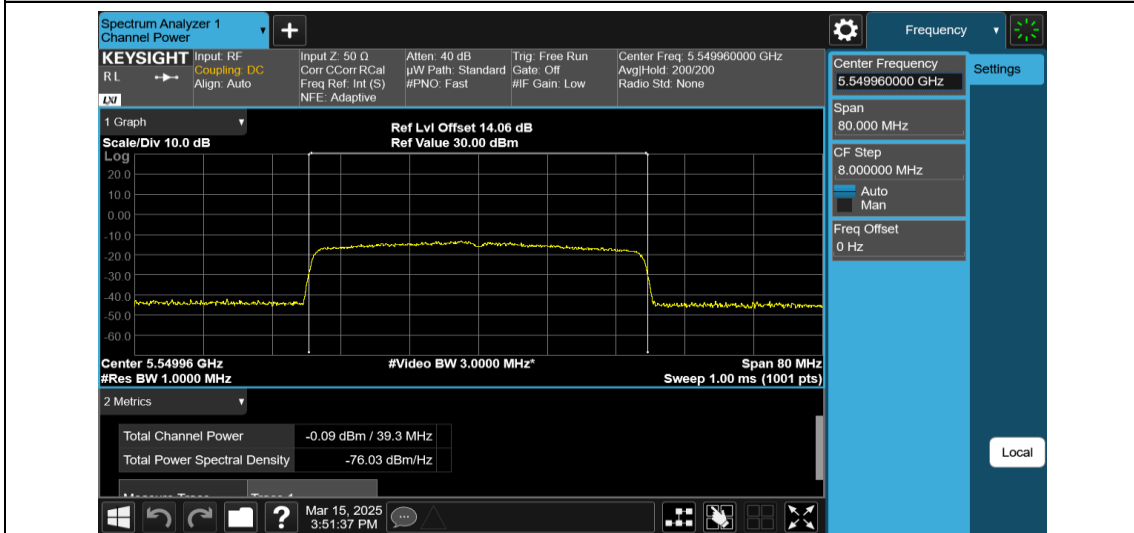 Spectrum Analyzer 1
Channel Power
+
Frequency
KEYSIGHT
R L
LXI
Input: RF
Coupling: DC
Align: Auto
Input Z: 50 Ω
Corr CCorr RCal
Freq Ref: Int (S)
NFE: Adaptive
Atten: 40 dB
µW Path: Standard
#PNO: Fast
Trig: Free Run
Gate: Off
#IF Gain: Low
Center Freq: 5.549960000 GHz
Avg|Hold: 200/200
Radio Std: None
Center Frequency
5.549960000 GHz
Settings
Span
80.000 MHz
CF Step
8.000000 MHz
Auto
Man
Freq Offset
0 Hz
Local
1 Graph
Scale/Div 10.0 dB
Ref Lvl Offset 14.06 dB
Ref Value 30.00 dBm
Log
20.0
10.0
0.00
-10.0
-20.0
-30.0
-40.0
-50.0
-60.0
Center 5.54996 GHz
#Video BW 3.0000 MHz*
Span 80 MHz
#Res BW 1.0000 MHz
Sweep 1.00 ms (1001 pts)
2 Metrics
Total Channel Power -0.09 dBm / 39.3 MHz
Total Power Spectral Density -76.03 dBm/Hz
?
Mar 15, 2025
3:51:37 PM